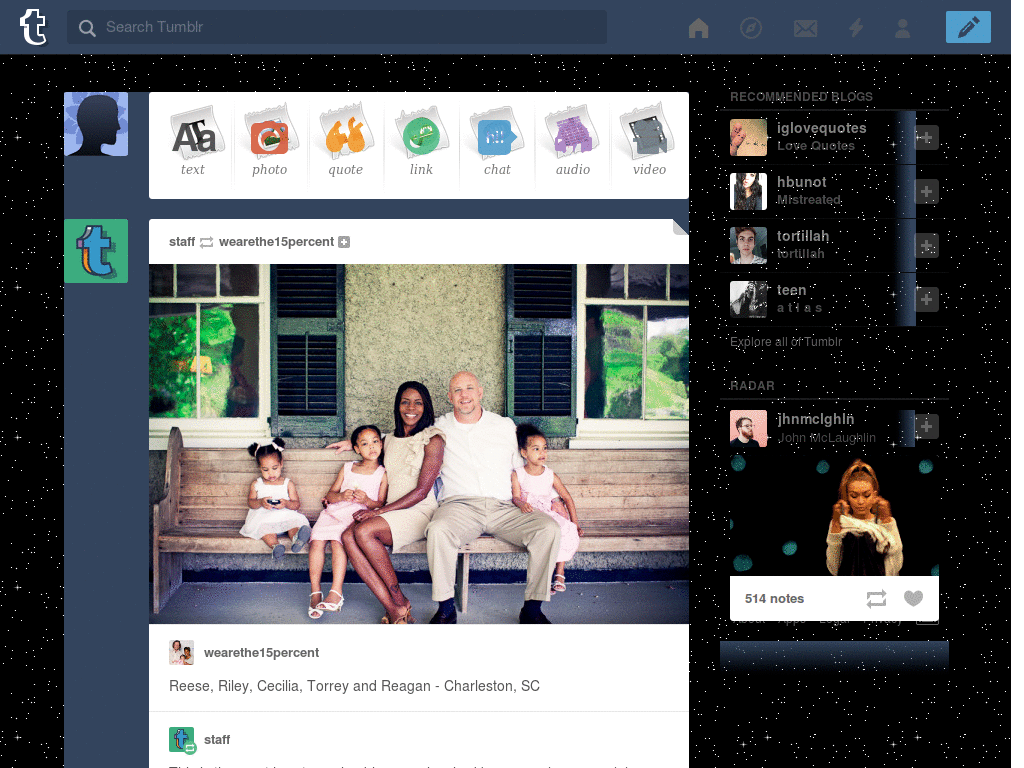 Search Tumblr
Aa
text
photo
quote
link
Hi!
chat
audio
video
staff wearethe15percent
wearethe15percent
Reese, Riley, Cecilia, Torrey and Reagan - Charleston, SC
staff
RECOMMENDED BLOGS
iglovequotes
Love Quotes
hbunot
Mistreated
tortillah
tortillah
teen
a t l a s
Explore all of Tumblr
RADAR
jhnmclghln
John McLaughlin
514 notes